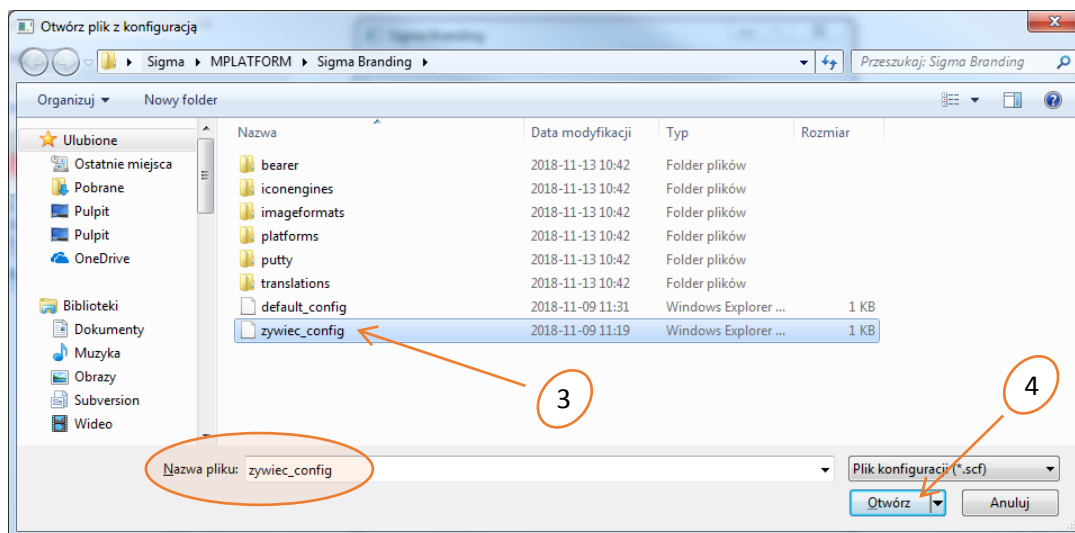 Otwórz plik z konfiguracją
Sigma Branding
Sigma MPLATFORM Sigma Branding
Przeszukaj: Sigma Branding
Organizuj Nowy folder
Nazwa Data modyfikacji Typ Rozmiar
Ulubione
Ostatnie miejsca
Pobrane
Pulpit
Pulpit
OneDrive
Biblioteki
Dokumenty
Muzyka
Obrazy
Subversion
Wideo
bearer 2018-11-13 10:42 Folder plików
iconengines 2018-11-13 10:42 Folder plików
imageformats 2018-11-13 10:42 Folder plików
platforms 2018-11-13 10:42 Folder plików
putty 2018-11-13 10:42 Folder plików
translations 2018-11-13 10:42 Folder plików
default_config 2018-11-09 11:31 Windows Explorer ... 1 KB
zywiec_config 2018-11-09 11:19 Windows Explorer ... 1 KB
3
4
Nazwa pliku: zywiec_config
Plik konfiguracji (*.scf)
Otwórz Anuluj